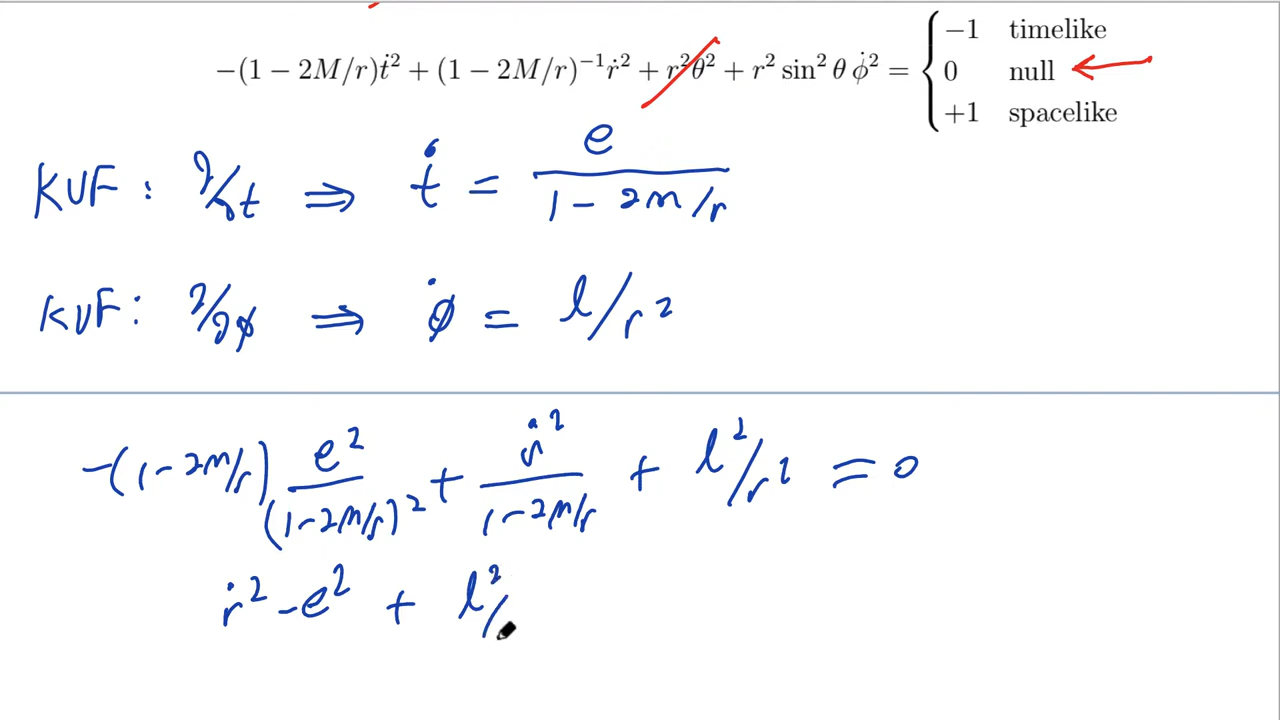 −(1 − 2M/r)ṫ² + (1 − 2M/r)⁻¹ṙ² + r²θ̇² + r² sin² θ φ̇² = { −1 timelike
0 null
+1 spacelike
KVF : ∂/∂t ⇒ ṫ = e / (1 − 2M/r)
KVF : ∂/∂φ ⇒ φ̇ = l/r²
−(1−2M/r) e²/(1−2M/r)² + ṙ²/(1−2M/r) + l²/r² = 0
ṙ² − e² + l²/